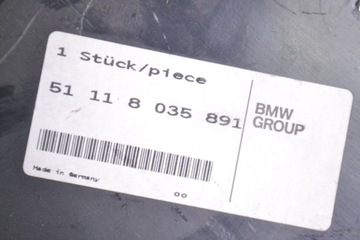 1 Stück/piece
51 11 8 035 891
BMW
GROUP
Made in Germany
00